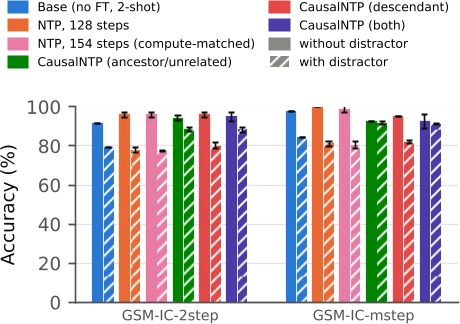 Base (no FT, 2-shot)
NTP, 128 steps
NTP, 154 steps (compute-matched)
CausalNTP (ancestor/unrelated)
CausalNTP (descendant)
CausalNTP (both)
without distractor
with distractor
Accuracy (%)
100
80
60
40
20
0
GSM-IC-2step
GSM-IC-mstep